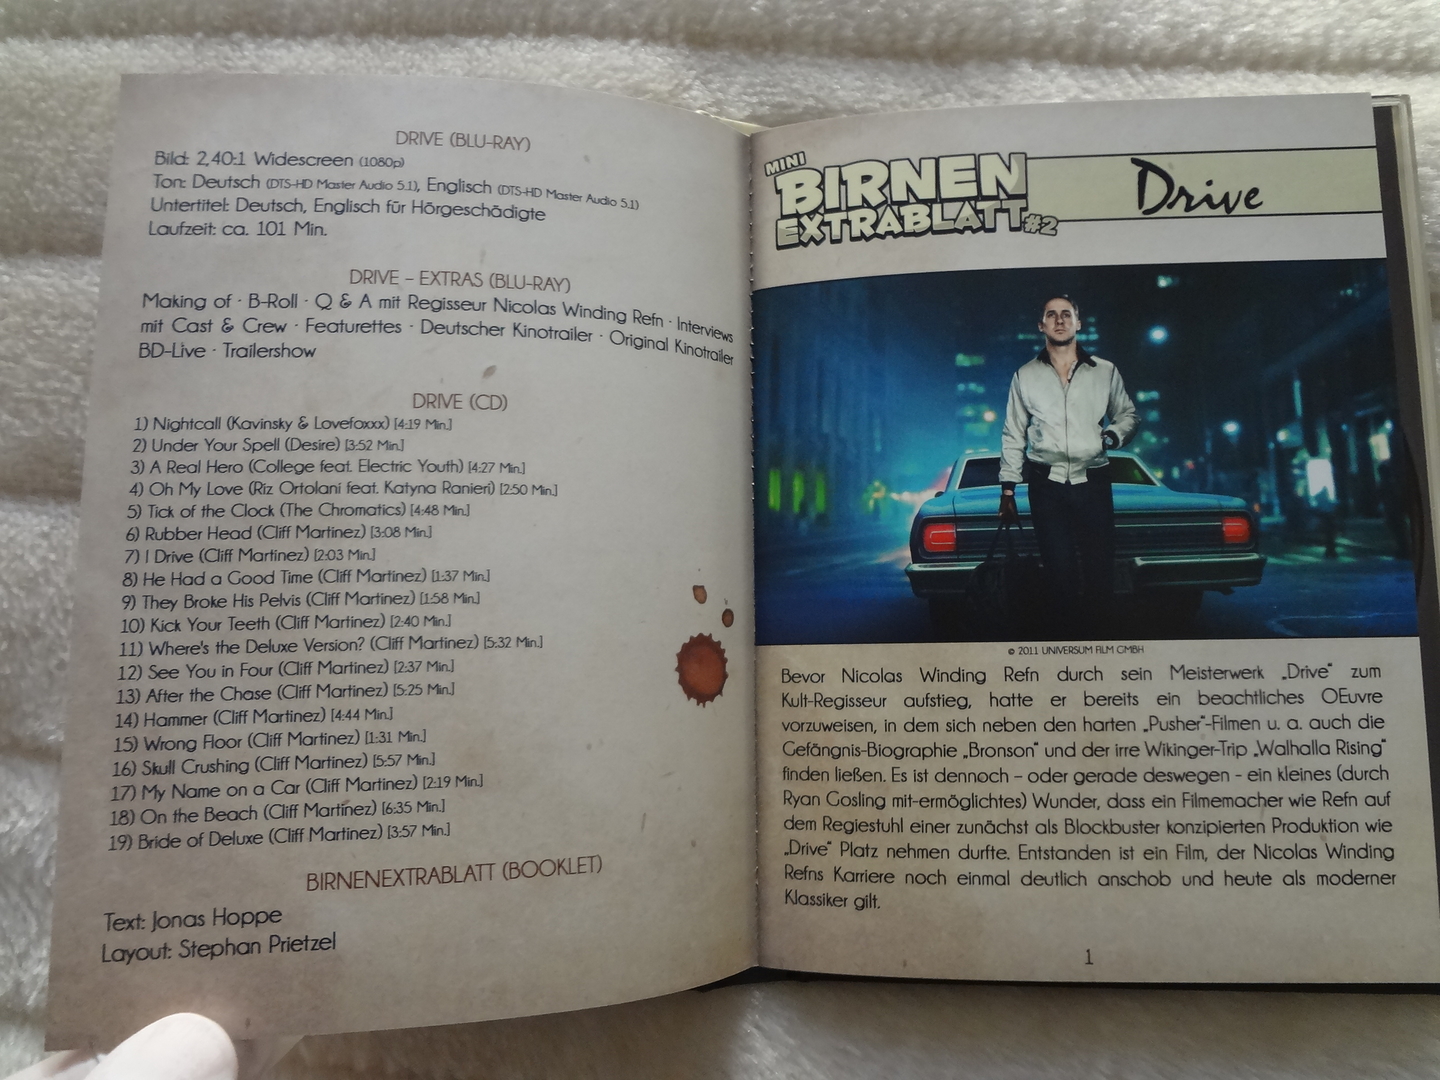 DRIVE (BLU-RAY)
Bild: 2,40:1 Widescreen (1080p)
Ton: Deutsch (DTS-HD Master Audio 5.1), Englisch (DTS-HD Master Audio 5.1)
Untertitel: Deutsch, Englisch für Hörgeschädigte
Laufzeit: ca. 101 Min.
DRIVE – EXTRAS (BLU-RAY)
Making of · B-Roll · Q & A mit Regisseur Nicolas Winding Refn · Interviews
mit Cast & Crew · Featurettes · Deutscher Kinotrailer · Original Kinotrailer
BD-Live · Trailershow
DRIVE (CD)
1) Nightcall (Kavinsky & Lovefoxxx) [4:19 Min.]
2) Under Your Spell (Desire) [3:52 Min.]
3) A Real Hero (College feat. Electric Youth) [4:27 Min.]
4) Oh My Love (Riz Ortolani feat. Katyna Ranieri) [2:50 Min.]
5) Tick of the Clock (The Chromatics) [4:48 Min.]
6) Rubber Head (Cliff Martinez) [3:08 Min.]
7) I Drive (Cliff Martinez) [2:03 Min.]
8) He Had a Good Time (Cliff Martinez) [1:37 Min.]
9) They Broke His Pelvis (Cliff Martinez) [1:58 Min.]
10) Kick Your Teeth (Cliff Martinez) [2:40 Min.]
11) Where's the Deluxe Version? (Cliff Martinez) [5:32 Min.]
12) See You in Four (Cliff Martinez) [2:37 Min.]
13) After the Chase (Cliff Martinez) [5:25 Min.]
14) Hammer (Cliff Martinez) [4:44 Min.]
15) Wrong Floor (Cliff Martinez) [1:31 Min.]
16) Skull Crushing (Cliff Martinez) [5:57 Min.]
17) My Name on a Car (Cliff Martinez) [2:19 Min.]
18) On the Beach (Cliff Martinez) [6:35 Min.]
19) Bride of Deluxe (Cliff Martinez) [3:57 Min.]
BIRNENEXTRABLATT (BOOKLET)
Text: Jonas Hoppe
Layout: Stephan Prietzel
MINI
BIRNEN
EXTRABLATT #2
Drive
© 2011 UNIVERSUM FILM GMBH
Bevor Nicolas Winding Refn durch sein Meisterwerk „Drive“ zum
Kult-Regisseur aufstieg, hatte er bereits ein beachtliches OEuvre
vorzuweisen, in dem sich neben den harten „Pusher“-Filmen u. a. auch die
Gefängnis-Biographie „Bronson“ und der irre Wikinger-Trip „Walhalla Rising“
finden ließen. Es ist dennoch – oder gerade deswegen - ein kleines (durch
Ryan Gosling mit-ermöglichtes) Wunder, dass ein Filmemacher wie Refn auf
dem Regiestuhl einer zunächst als Blockbuster konzipierten Produktion wie
„Drive“ Platz nehmen durfte. Entstanden ist ein Film, der Nicolas Winding
Refns Karriere noch einmal deutlich anschob und heute als moderner
Klassiker gilt.
1